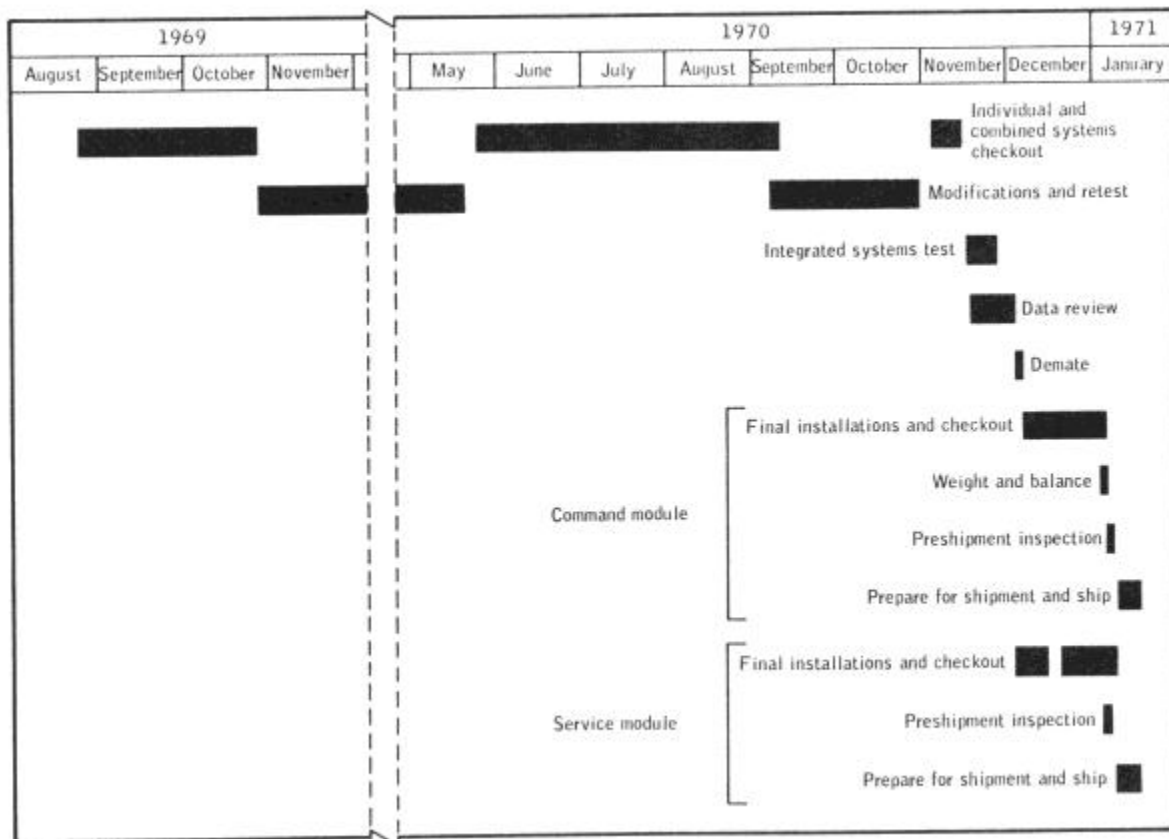 1969
1970
1971
August
September
October
November
May
June
July
August
September
October
November
December
January
Individual and
combined systems
checkout
Modifications and retest
Integrated systems test
Data review
Demate
Final installations and checkout
Weight and balance
Command module
Preshipment inspection
Prepare for shipment and ship
Final installations and checkout
Service module
Preshipment inspection
Prepare for shipment and ship